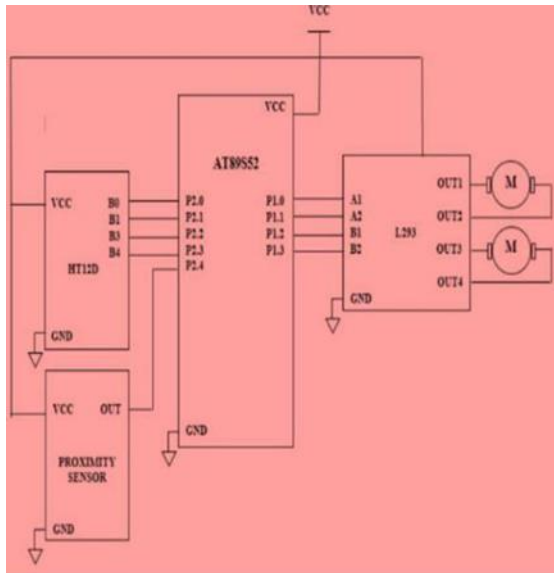 VCC
VCC
AT89S52
VCC
B0
B1
B3
B4
HT12D
GND
P2.0
P2.1
P2.2
P2.3
P2.4
P1.0
P1.1
P1.2
P1.3
GND
A1
A2
B1
B2
L293
GND
OUT1
OUT2
OUT3
OUT4
M
M
VCC
OUT
PROXIMITY
SENSOR
GND